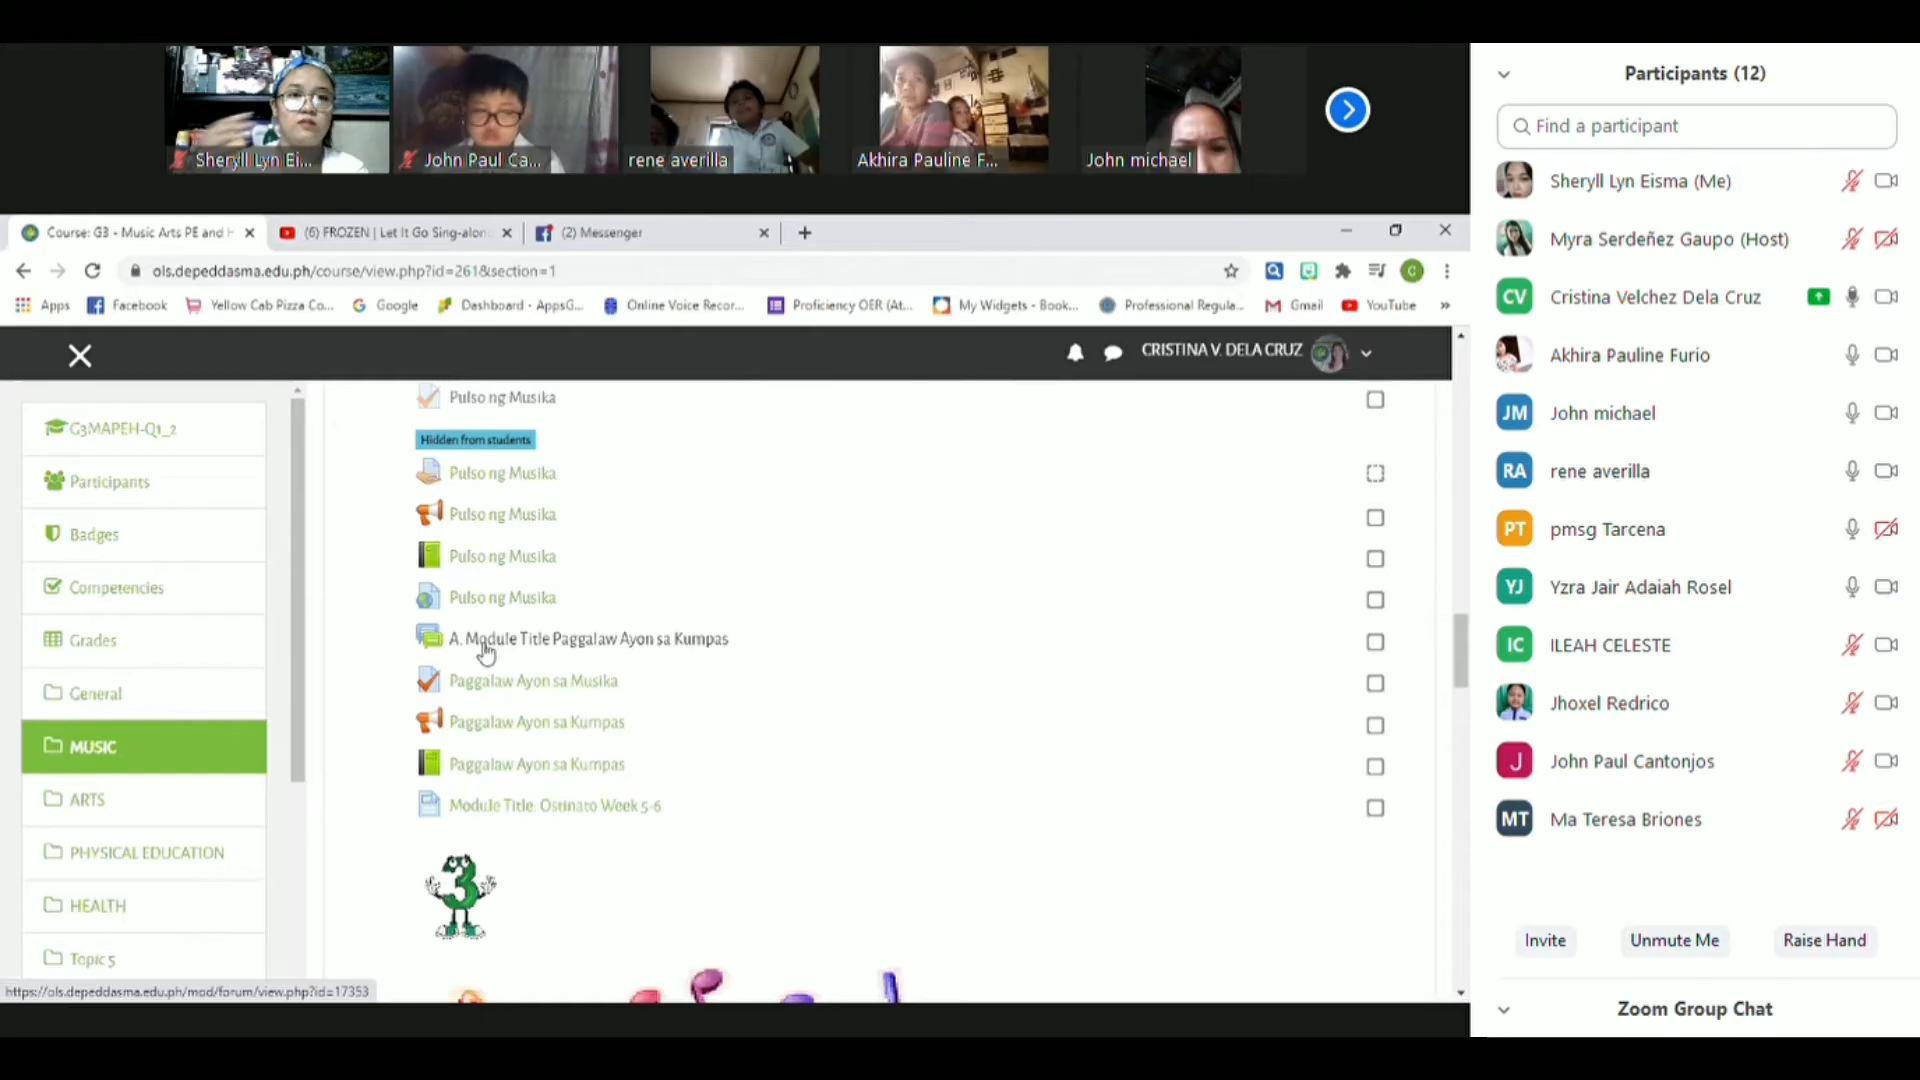 Sheryll Lyn Ei...
John Paul Ca...
rene averilla
Akhira Pauline F...
John michael
Course: G3 - Music Arts PE and H
(6) FROZEN | Let It Go Sing-along
(2) Messenger
ols.depeddasma.edu.ph/course/view.php?id=261&section=1
C
Apps
Facebook
Yellow Cab Pizza Co...
Google
Dashboard - AppsG...
Online Voice Recor...
Proficiency OER (At...
My Widgets - Book...
Professional Regula...
Gmail
YouTube
»
CRISTINA V. DELA CRUZ
G3MAPEH-Q1_2
Participants
Badges
Competencies
Grades
General
MUSIC
ARTS
PHYSICAL EDUCATION
HEALTH
Topic 5
Pulso ng Musika
Hidden from students
Pulso ng Musika
Pulso ng Musika
Pulso ng Musika
Pulso ng Musika
A. Module Title Paggalaw Ayon sa Kumpas
Paggalaw Ayon sa Musika
Paggalaw Ayon sa Kumpas
Paggalaw Ayon sa Kumpas
Module Title: Ostinato Week 5-6
3
https://ols.depeddasma.edu.ph/mod/forum/view.php?id=17353
Participants (12)
Find a participant
Sheryll Lyn Eisma (Me)
Myra Serdeñez Gaupo (Host)
CV Cristina Velchez Dela Cruz
Akhira Pauline Furio
JM John michael
RA rene averilla
PT pmsg Tarcena
YJ Yzra Jair Adaiah Rosel
IC ILEAH CELESTE
Jhoxel Redrico
J John Paul Cantonjos
MT Ma Teresa Briones
Invite
Unmute Me
Raise Hand
Zoom Group Chat